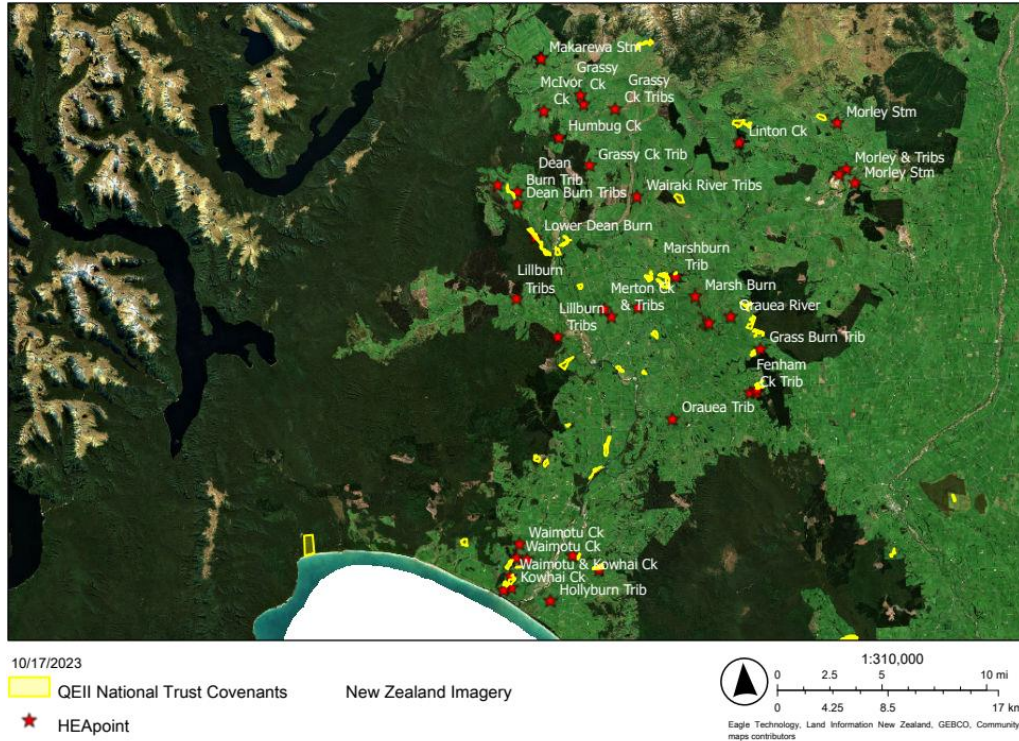 Makarewa Stm
Grassy
Ck
McIvor
Ck
Grassy
Ck Tribs
Humbug Ck
Morley Stm
Linton Ck
Grassy Ck Trib
Morley & Tribs
Morley Stm
Dean
Burn Trib
Dean Burn Tribs
Wairaki River Tribs
Lower Dean Burn
Marshburn
Trib
Lillburn
Tribs
Merton Ck
& Tribs
Marsh Burn
Lillburn
Tribs
Orauea River
Grass Burn Trib
Fenham
Ck Trib
Orauea Trib
Waimotu Ck
Waimotu Ck
Waimotu & Kowhai Ck
Kowhai Ck
Hollyburn Trib
10/17/2023
QEII National Trust Covenants
New Zealand Imagery
HEApoint
1:310,000
0 2.5 5 10 mi
0 4.25 8.5 17 km
Eagle Technology, Land Information New Zealand, GEBCO, Community
maps contributors